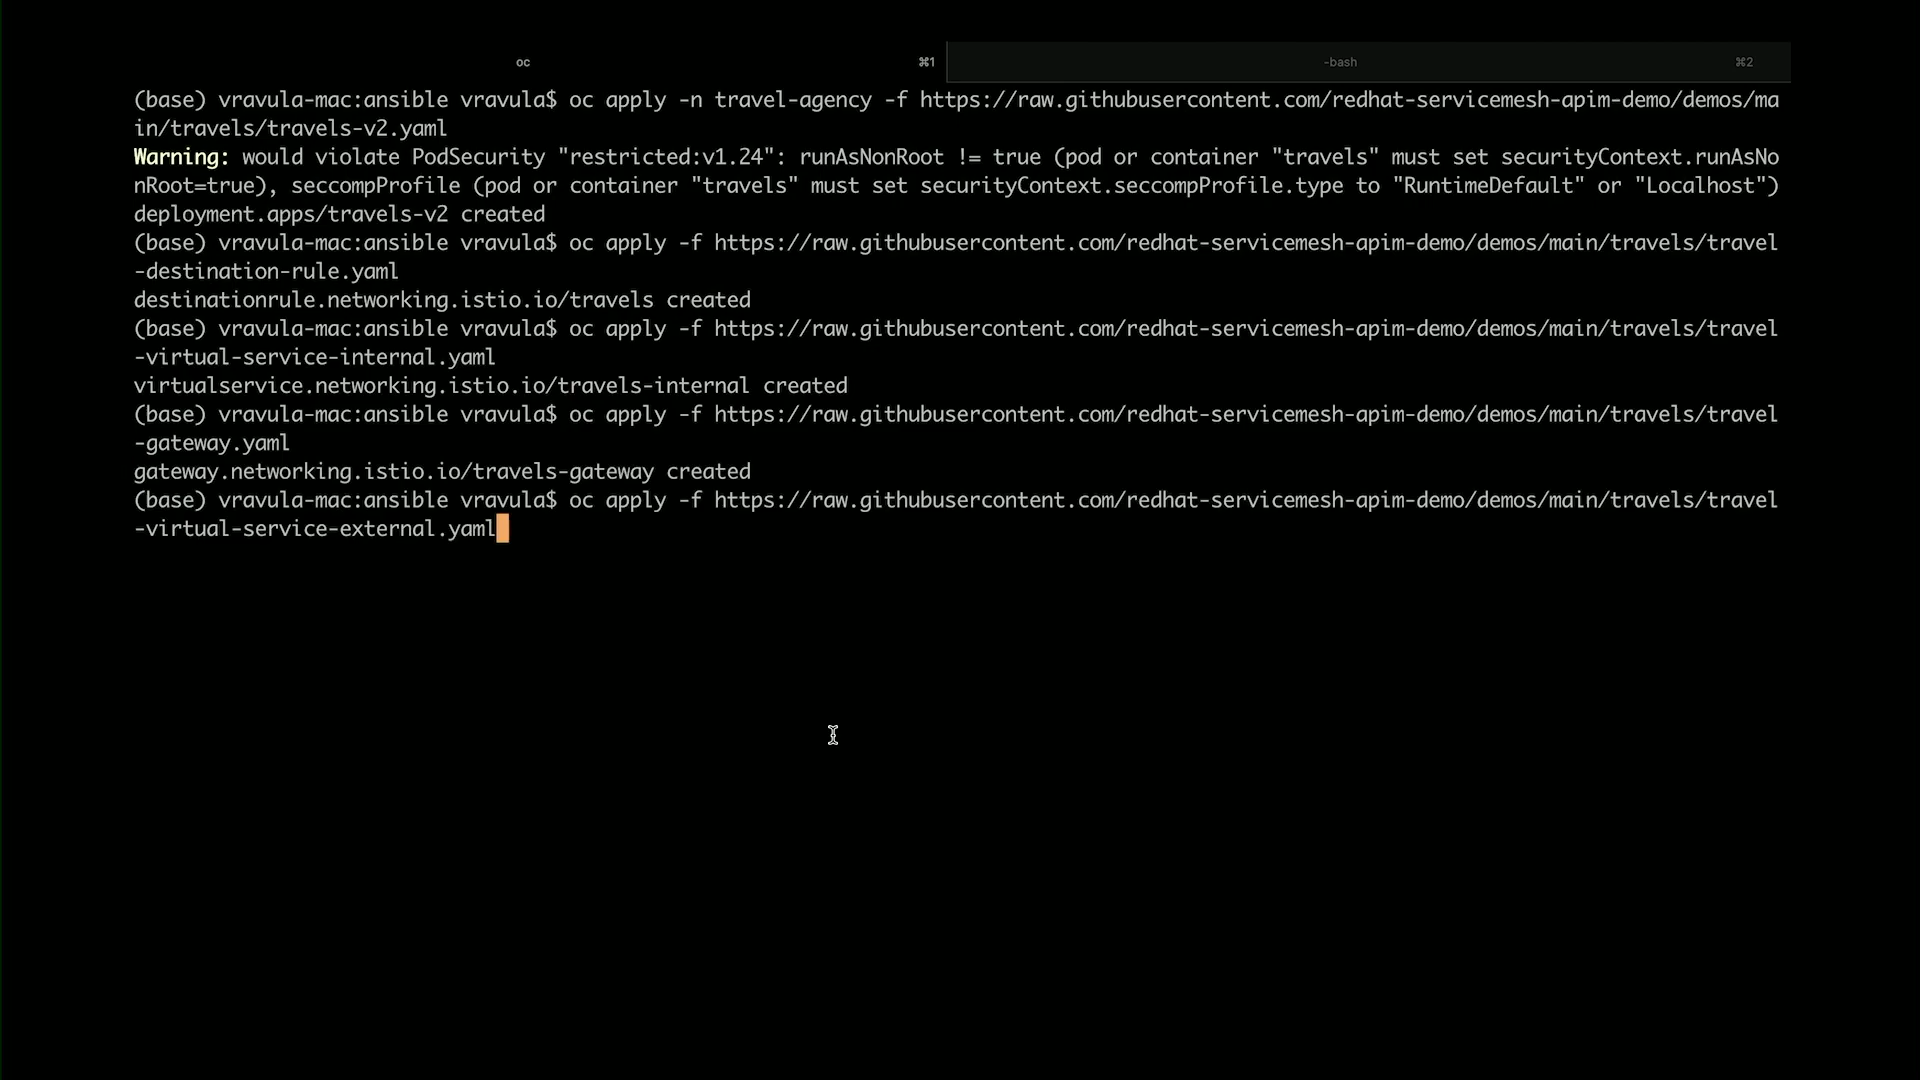 oc ⌘1 -bash ⌘2
(base) vravula-mac:ansible vravula$ oc apply -n travel-agency -f https://raw.githubusercontent.com/redhat-servicemesh-apim-demo/demos/ma
in/travels/travels-v2.yaml
Warning: would violate PodSecurity "restricted:v1.24": runAsNonRoot != true (pod or container "travels" must set securityContext.runAsNo
nRoot=true), seccompProfile (pod or container "travels" must set securityContext.seccompProfile.type to "RuntimeDefault" or "Localhost")
deployment.apps/travels-v2 created
(base) vravula-mac:ansible vravula$ oc apply -f https://raw.githubusercontent.com/redhat-servicemesh-apim-demo/demos/main/travels/travel
-destination-rule.yaml
destinationrule.networking.istio.io/travels created
(base) vravula-mac:ansible vravula$ oc apply -f https://raw.githubusercontent.com/redhat-servicemesh-apim-demo/demos/main/travels/travel
-virtual-service-internal.yaml
virtualservice.networking.istio.io/travels-internal created
(base) vravula-mac:ansible vravula$ oc apply -f https://raw.githubusercontent.com/redhat-servicemesh-apim-demo/demos/main/travels/travel
-gateway.yaml
gateway.networking.istio.io/travels-gateway created
(base) vravula-mac:ansible vravula$ oc apply -f https://raw.githubusercontent.com/redhat-servicemesh-apim-demo/demos/main/travels/travel
-virtual-service-external.yaml